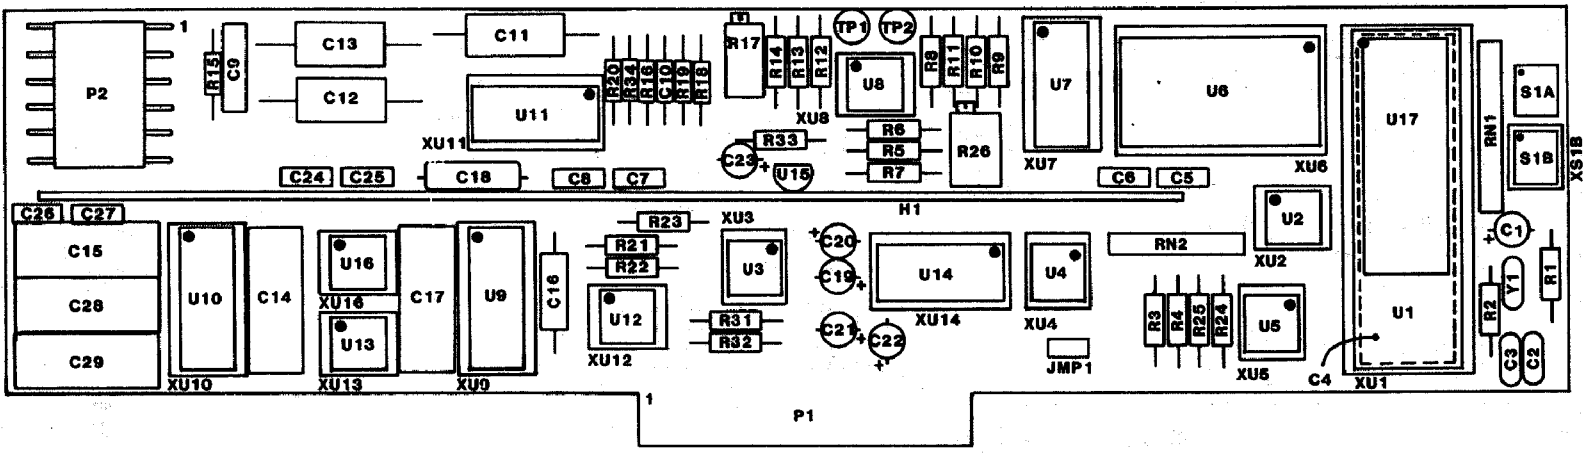 1
P2
R15
C9
C13
C12
C11
U11
XU11
R20
R34
R16
C10
R19
R18
R17
R14
R13
R12
TP1
TP2
U8
XU8
R8
R11
R10
R9
R33
C23
+
U15
R6
R5
R7
R26
U7
XU7
U6
XU6
U17
RN1
S1A
S1B
XS1B
C24
C25
C18
C8
C7
C6
C5
H1
C26
C27
C15
C28
C29
U10
XU10
C14
U16
XU16
U13
XU13
C17
U9
XU9
C16
R23
R21
R22
U12
XU12
XU3
U3
R31
R32
+
C20
C19
+
C21
+
C22
+
U14
XU14
U4
XU4
JMP1
RN2
U2
XU2
R3
R4
R25
R24
U5
XU5
U1
C4
XU1
+
C1
Y1
R1
R2
C3
C2
1
P1